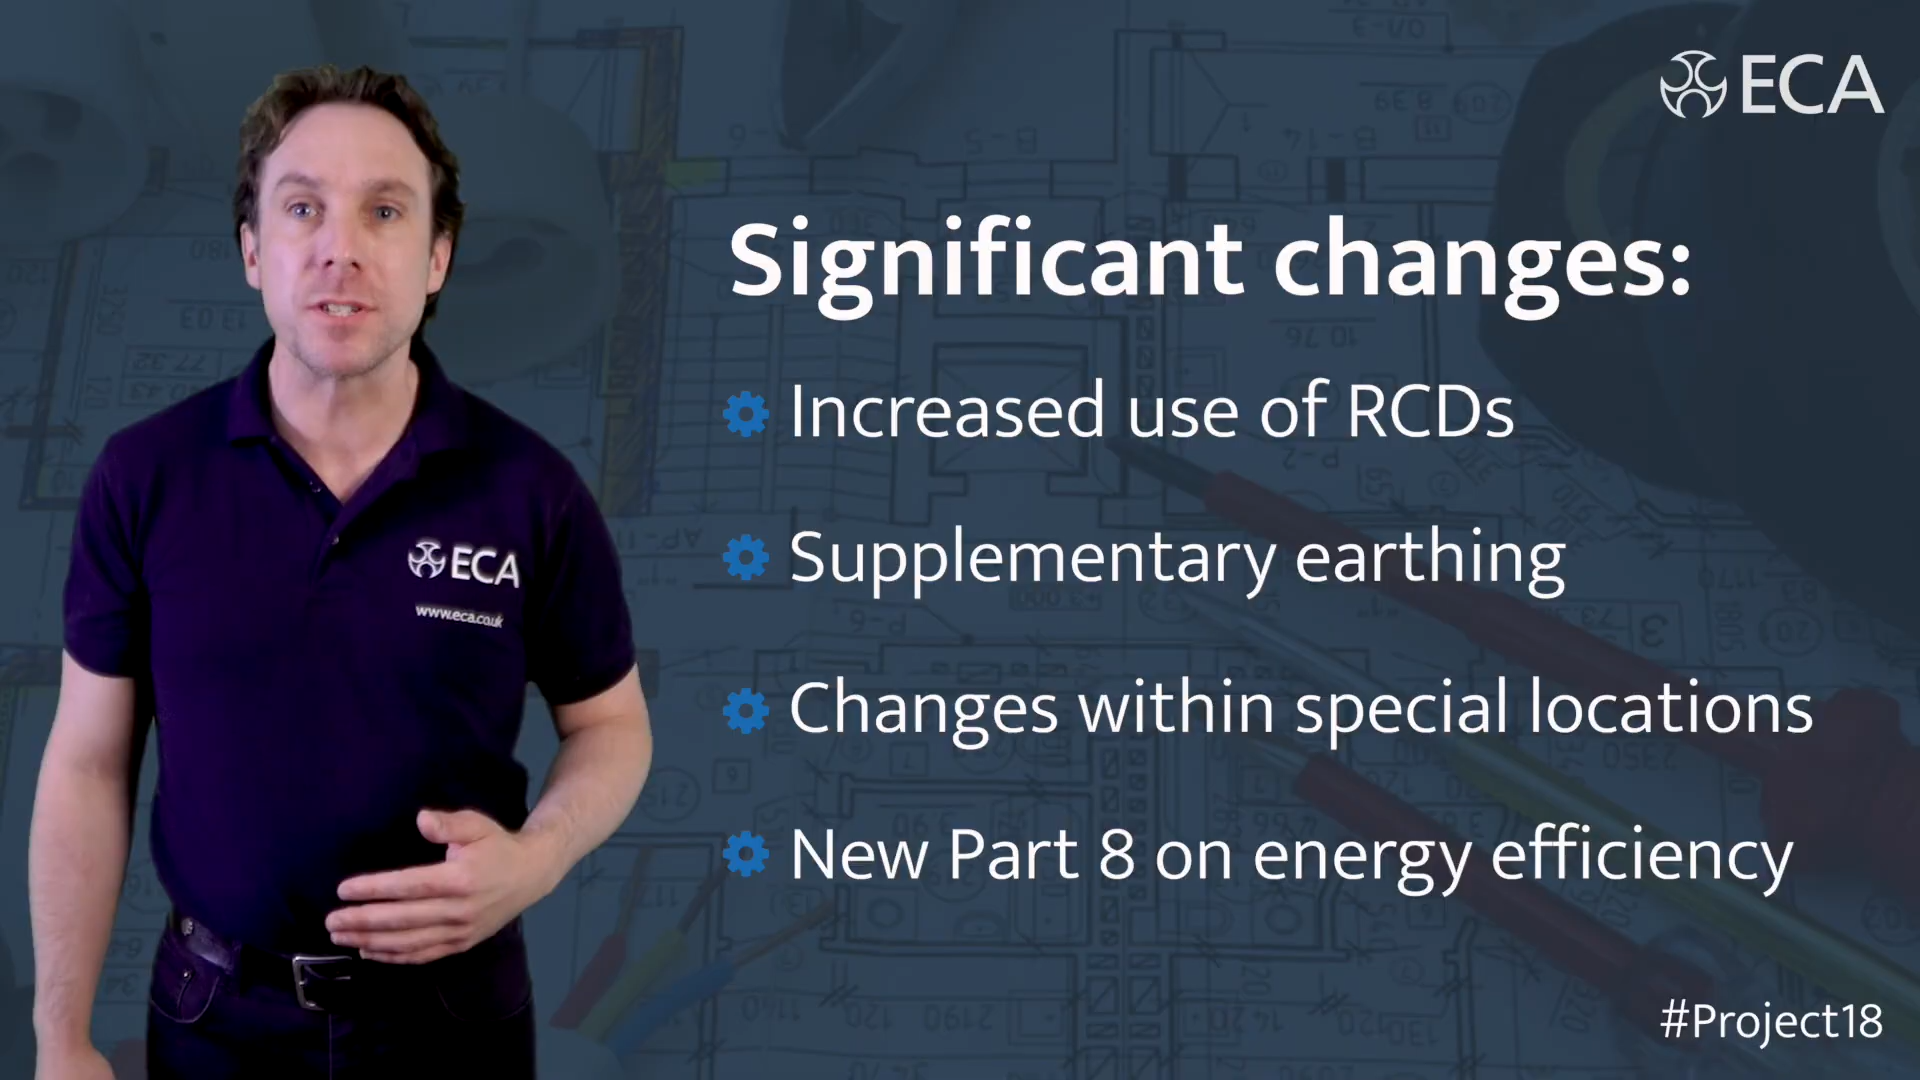 ECA
Significant changes:
Increased use of RCDs
Supplementary earthing
Changes within special locations
New Part 8 on energy efficiency
ECA
www.eca.co.uk
#Project18